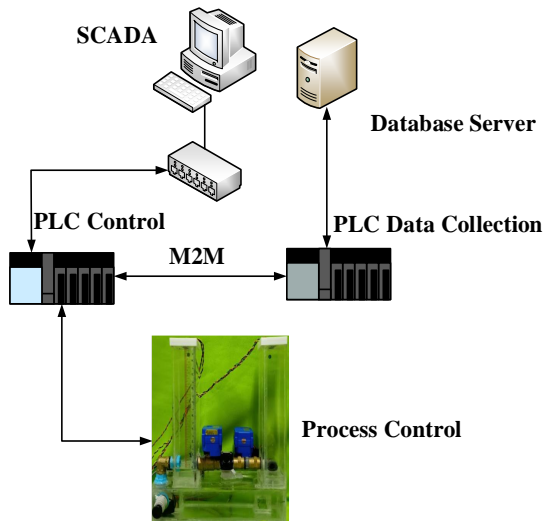 SCADA
Database Server
PLC Control
PLC Data Collection
M2M
Process Control